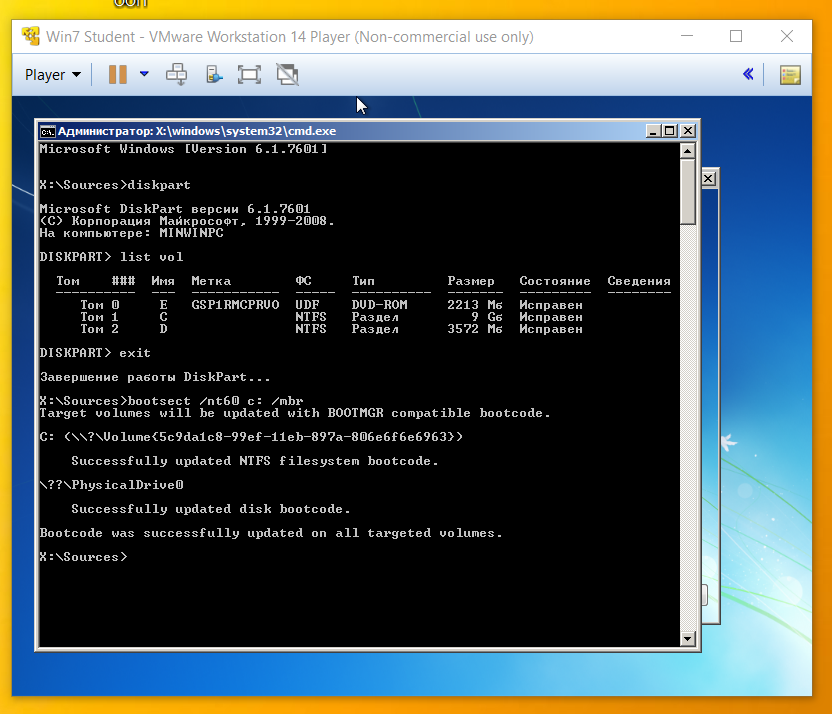 Win7 Student - VMware Workstation 14 Player (Non-commercial use only)
Player
Администратор: X:\windows\system32\cmd.exe
Microsoft Windows [Version 6.1.7601]
X:\Sources>diskpart
Microsoft DiskPart версии 6.1.7601
(C) Корпорация Майкрософт, 1999-2008.
На компьютере: MINWINPC
DISKPART> list vol
Том ### Имя Метка ФС Тип Размер Состояние Сведения
---------- --- ----------- ----- ---------- ------- --------- --------
Том 0 E GSP1RMCPRVO UDF DVD-ROM 2213 Мб Исправен
Том 1 C NTFS Раздел 9 Gб Исправен
Том 2 D NTFS Раздел 3572 Мб Исправен
DISKPART> exit
Завершение работы DiskPart...
X:\Sources>bootsect /nt60 c: /mbr
Target volumes will be updated with BOOTMGR compatible bootcode.
C: (\\?\Volume{5c9da1c8-99ef-11eb-897a-806e6f6e6963})
Successfully updated NTFS filesystem bootcode.
\??\PhysicalDrive0
Successfully updated disk bootcode.
Bootcode was successfully updated on all targeted volumes.
X:\Sources>